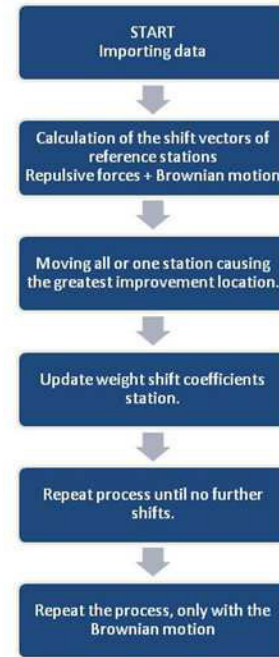 START
Importing data
Calculation of the shift vectors of
reference stations
Repulsive forces + Brownian motion
Moving all or one station causing
the greatest improvement location.
Update weight shift coefficients
station.
Repeat process until no further
shifts.
Repeat the process, only with the
Brownian motion